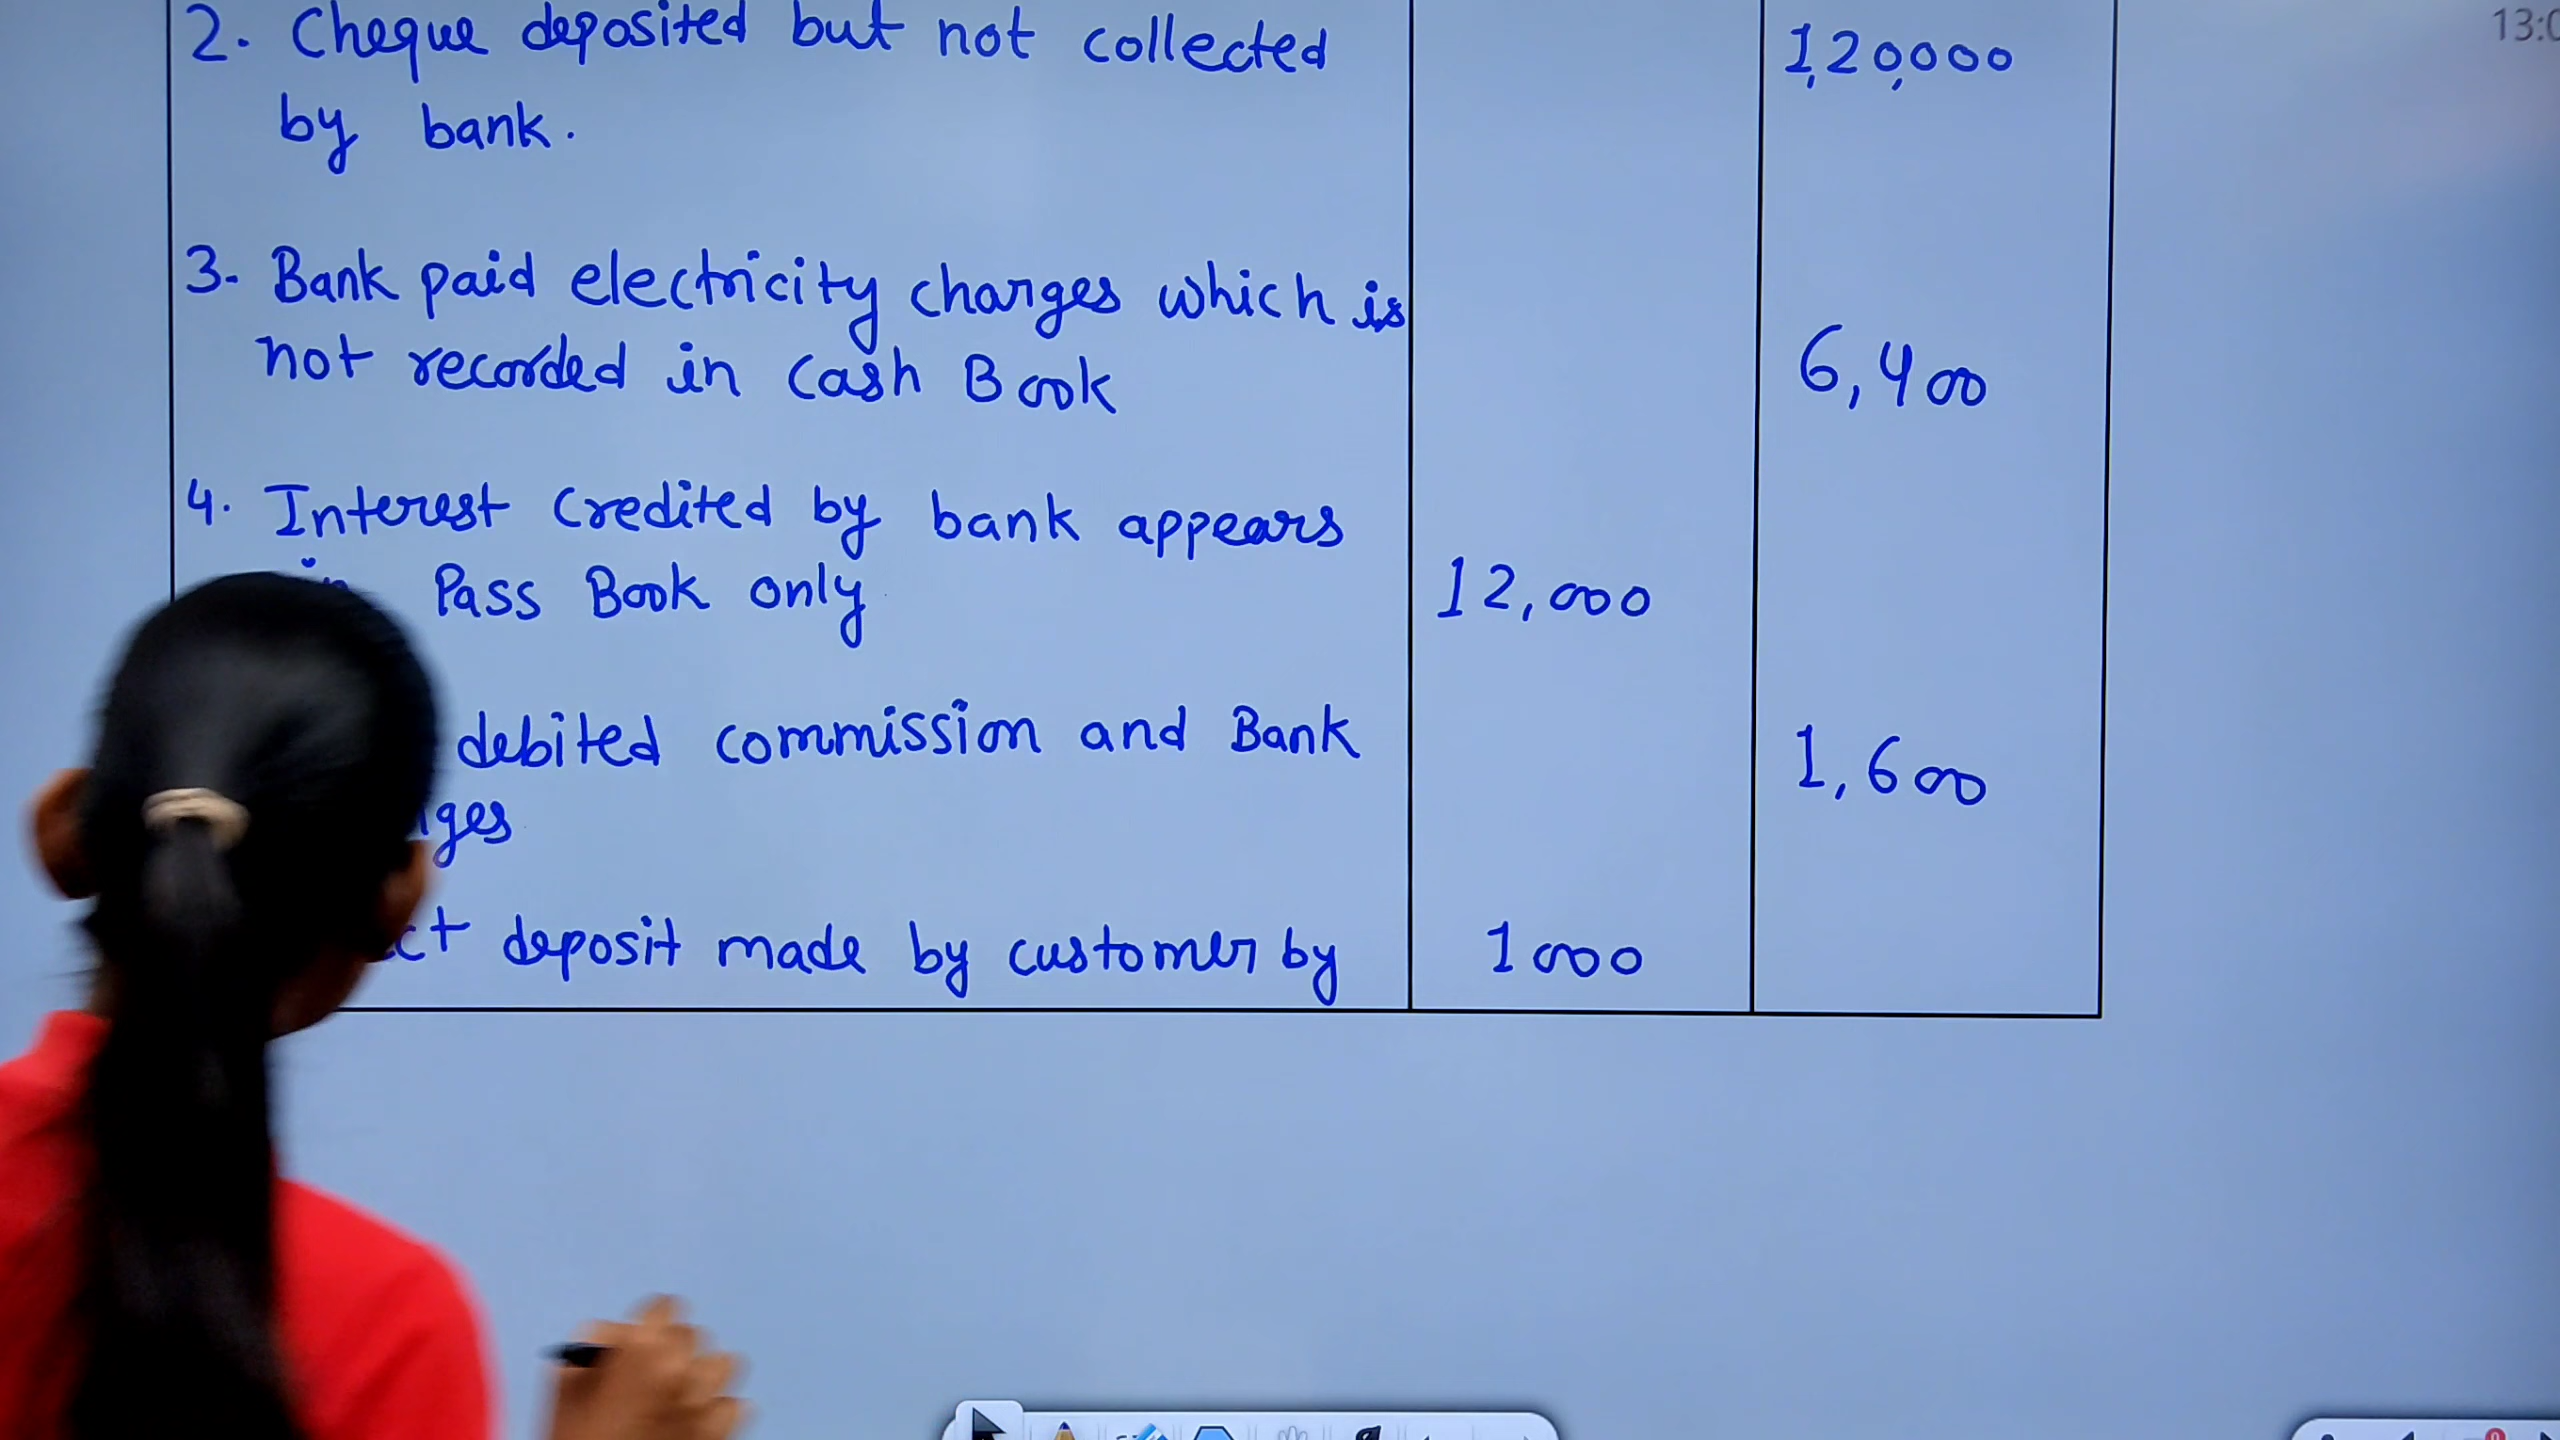 2. Cheque deposited but not collected 1,20,000
by bank.
3. Bank paid electricity charges which is
not recorded in Cash Book 6,400
4. Interest credited by bank appears
in Pass Book only 12,000
debited commission and Bank 1,600
deposit made by customer by 1000